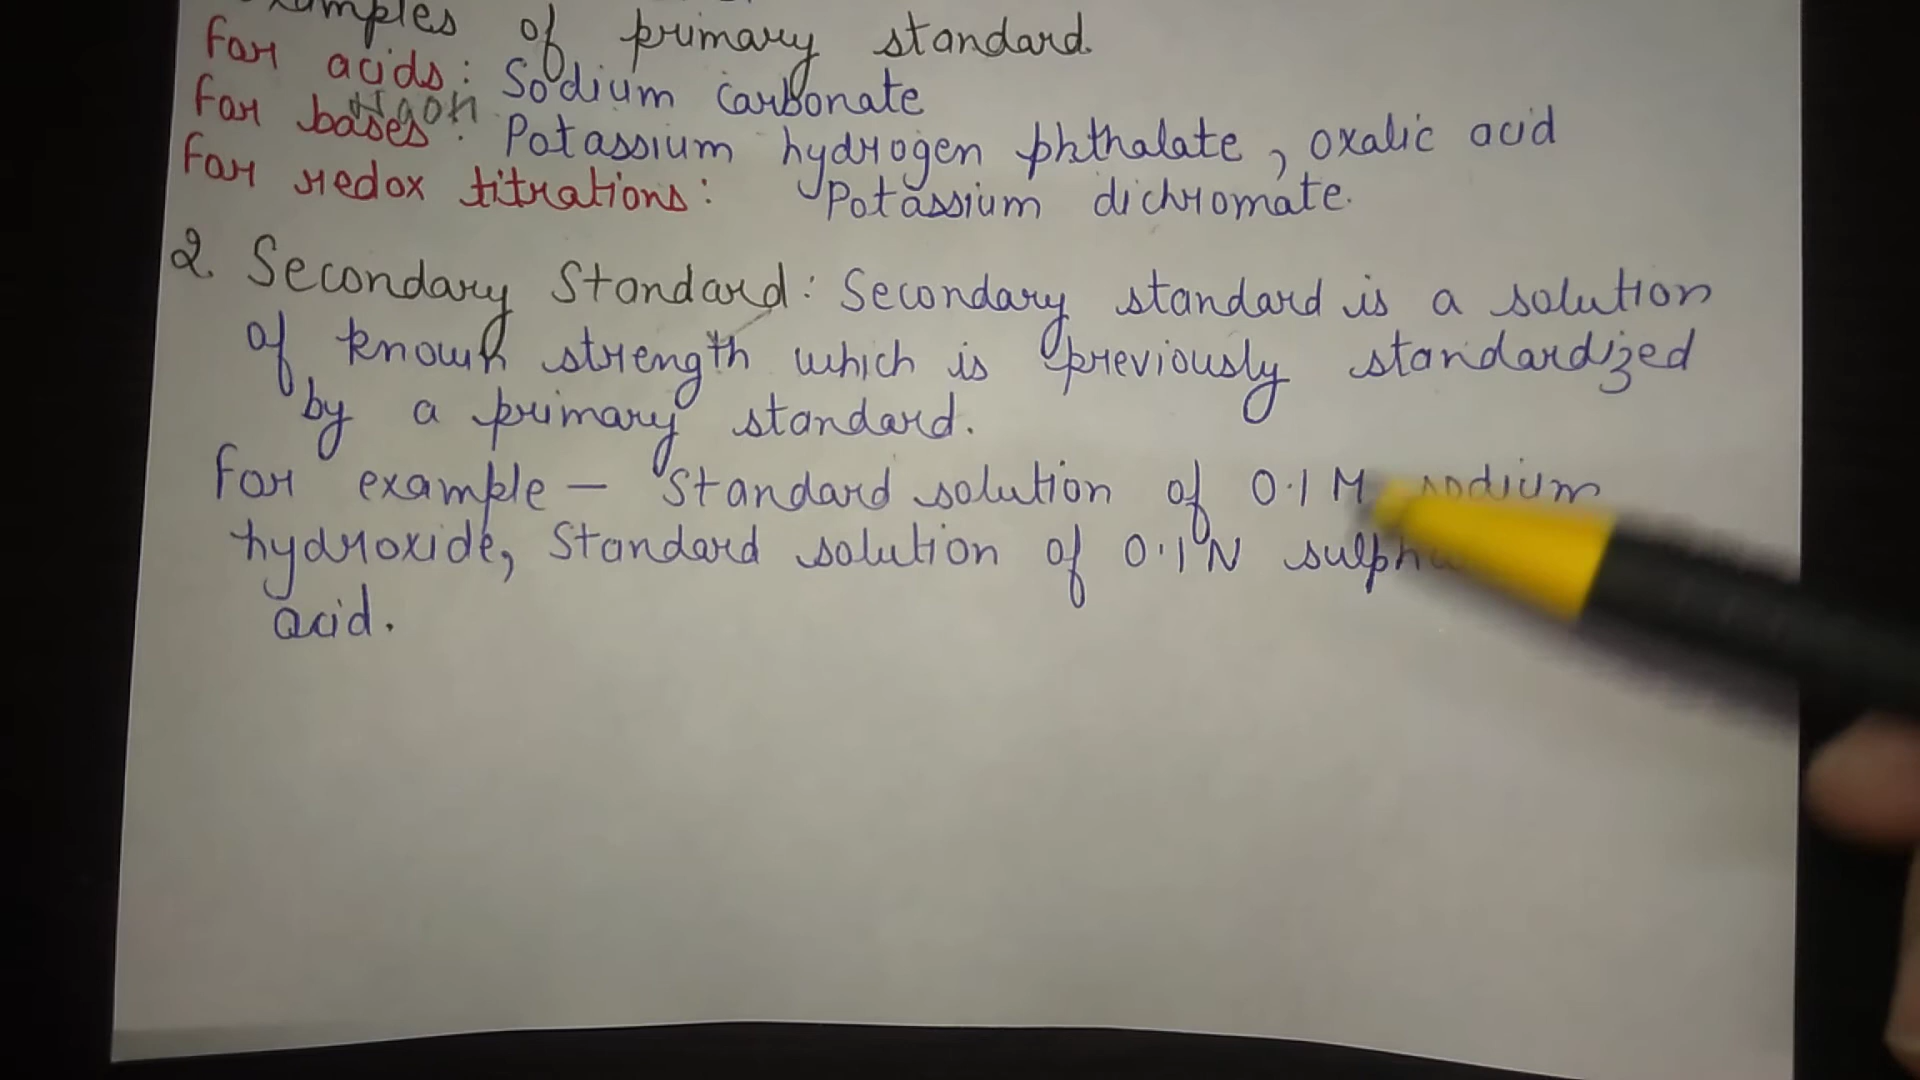 examples of primary standard
For acids: Sodium carbonate
NaOH
For bases: Potassium hydrogen phthalate, oxalic acid
For redox titrations: Potassium dichromate.
2. Secondary Standard: Secondary standard is a solution
of known strength which is previously standardized
by a primary standard.
For example - Standard solution of 0.1 M sodium
hydroxide, Standard solution of 0.1 N
acid.